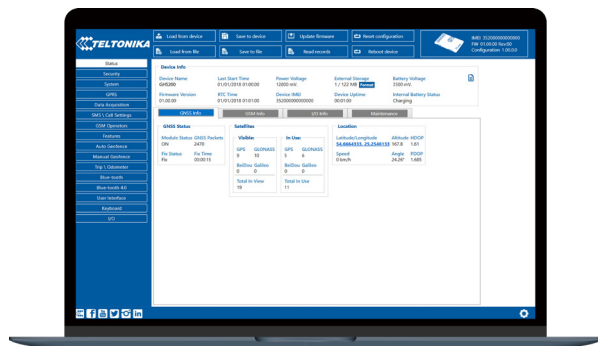 TELTONIKA
Load from device
Save to device
Update firmware
Reset configuration
Load from file
Save to file
Read records
Reboot device
IMEI 352000000000000
FW 01.00.00 Rev:00
Configuration 1.00.0.0
Status
Security
System
GPRS
Data Acquisition
SMS \ Call Settings
GSM Operators
Features
Auto Geofence
Manual Geofence
Trip \ Odometer
Blue-tooth
Blue-tooth 4.0
User Interface
Keyboard
I/O
Device Info
Device Name Last Start Time Power Voltage External Storage Battery Voltage
GH5200 01/01/2018 01:00:00 12000 mV 1 / 122 MB Format 3500 mV
Firmware Version RTC Time Device IMEI Device Uptime Internal Battery Status
01.00.00 01/01/2018 01:01:00 352000000000000 00:01:00 Charging
GNSS Info GSM Info I/O Info Maintenance
GNSS Status
Module Status GNSS Packets
ON 2470
Fix Status Fix Time
Fix 00:00:15
Satellites
Visible: In Use:
GPS GLONASS GPS GLONASS
9 10 5 6
BeiDou Galileo BeiDou Galileo
0 0 0 0
Total In View Total In Use
19 11
Location
Latitude/Longitude Altitude HDOP
54.6664333, 25.2546133 167.8 1.61
Speed Angle PDOP
0 km/h 24.26° 1.685